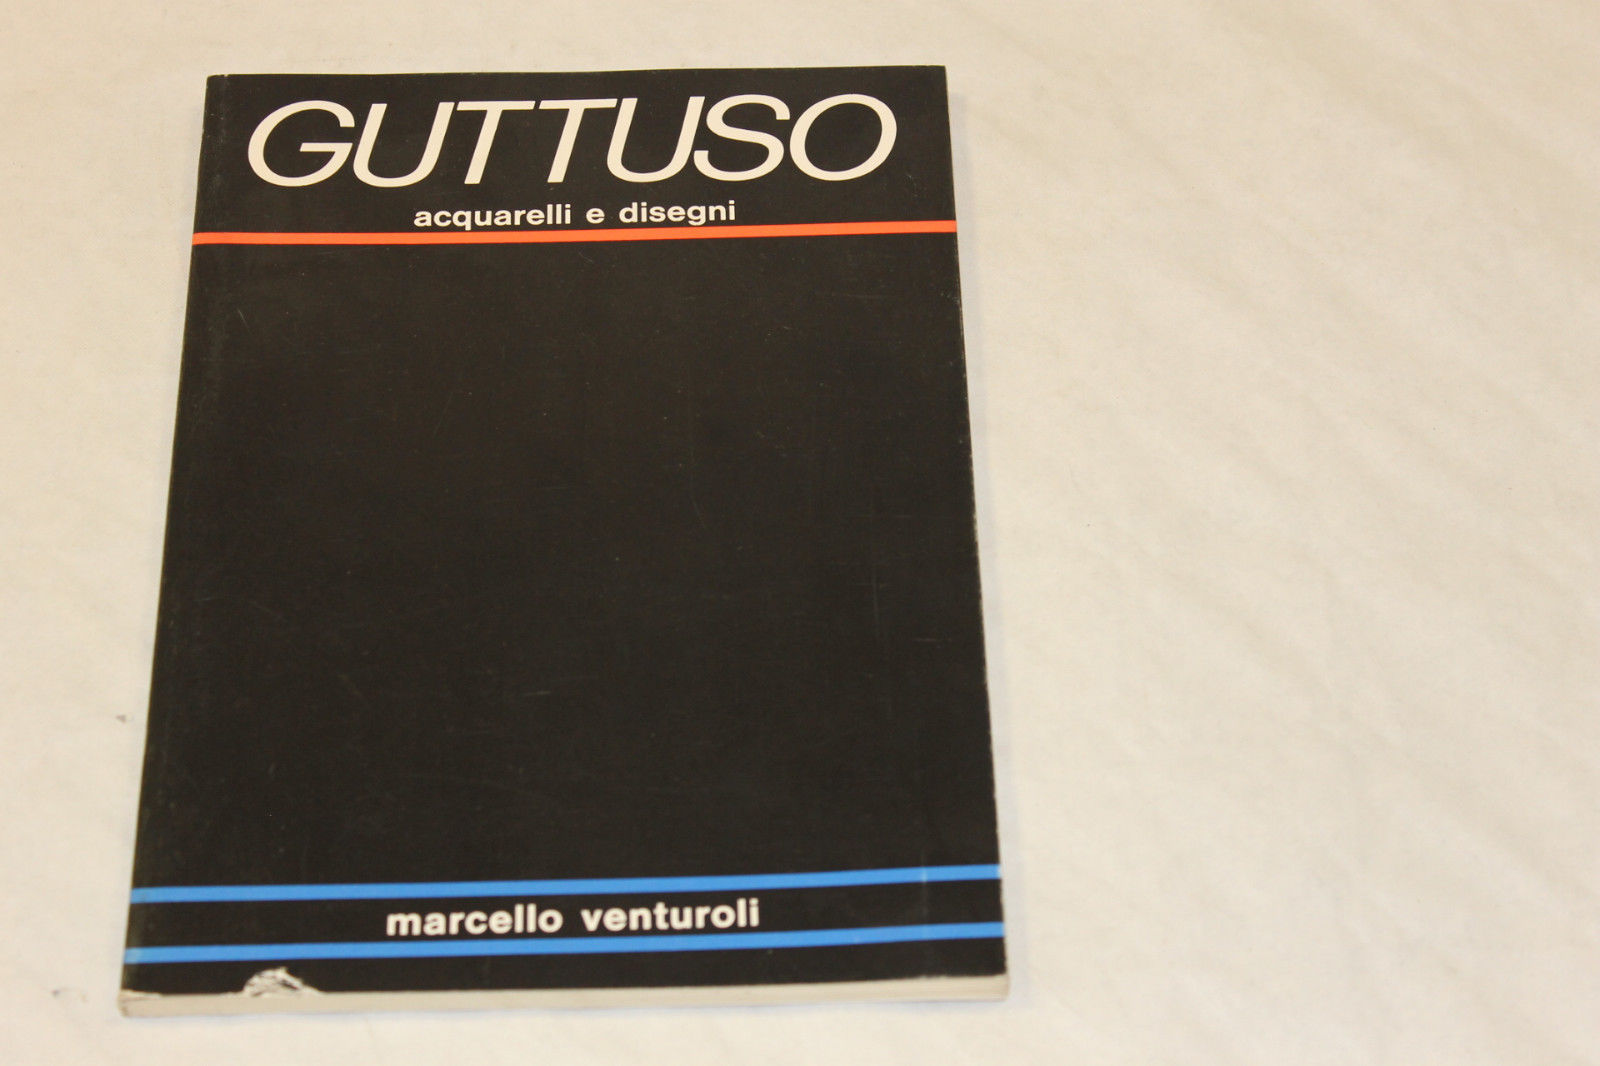 GUTTUSO
acquarelli e disegni
marcello venturoli